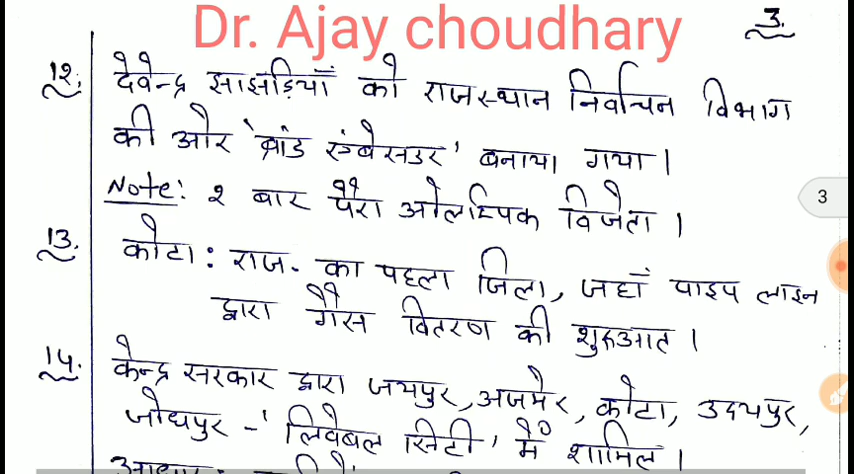 Dr. Ajay choudhary
3.
12. देवेन्द्र झाझड़ियाँ को राजस्थान निर्वाचन विभाग
की ओर 'ब्रांड एंबेसडर' बनाया गया।
Note: 2 बार पैरा ओलम्पिक विजेता।
3
13. कोटा: राज. का पहला जिला, जहाँ पाइप लाइन
द्वारा गैस वितरण की शुरुआत।
14. केन्द्र सरकार द्वारा जयपुर, अजमेर, कोटा, उदयपुर,
जोधपुर - 'लिवेबल सिटी' में शामिल।